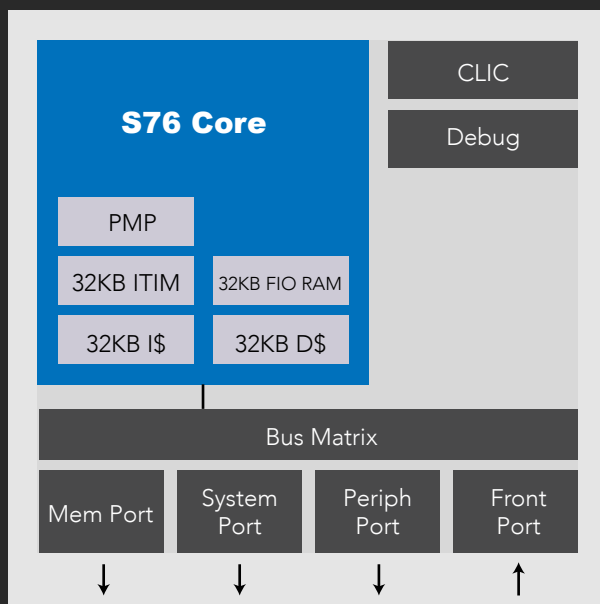 S76 Core
CLIC
Debug
PMP
32KB ITIM
32KB FIO RAM
32KB I$
32KB D$
Bus Matrix
Mem Port
System
Port
Periph
Port
Front
Port